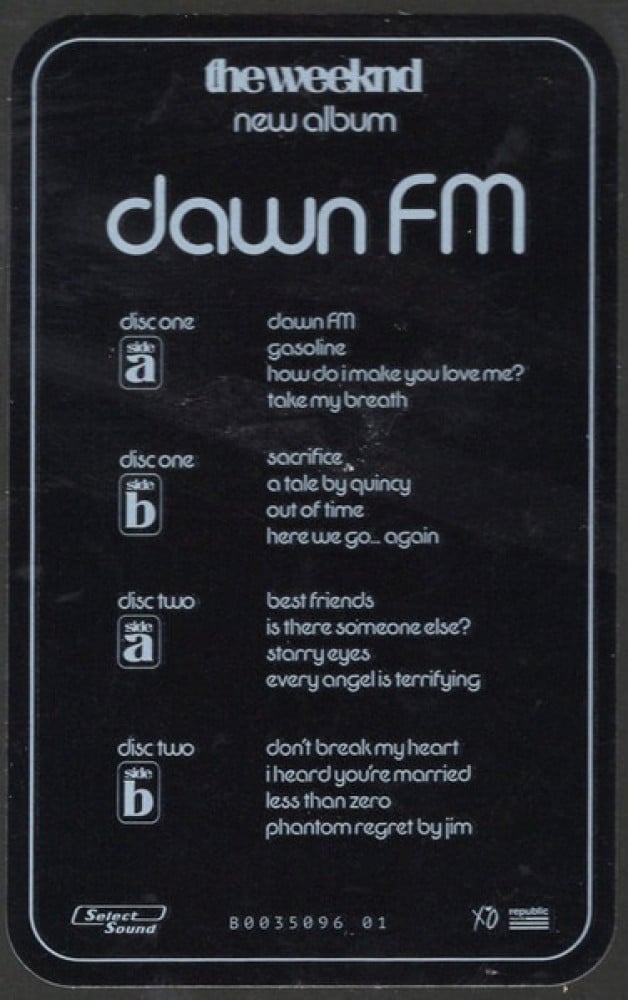 the weeknd
new album
dawn FM
disc one
side
a
dawn FM
gasoline
how do i make you love me?
take my breath
disc one
side
b
sacrifice
a tale by quincy
out of time
here we go... again
disc two
side
a
best friends
is there someone else?
starry eyes
every angel is terrifying
disc two
side
b
don't break my heart
i heard you're married
less than zero
phantom regret by jim
Select
Sound
B0035096 01
XO
republic